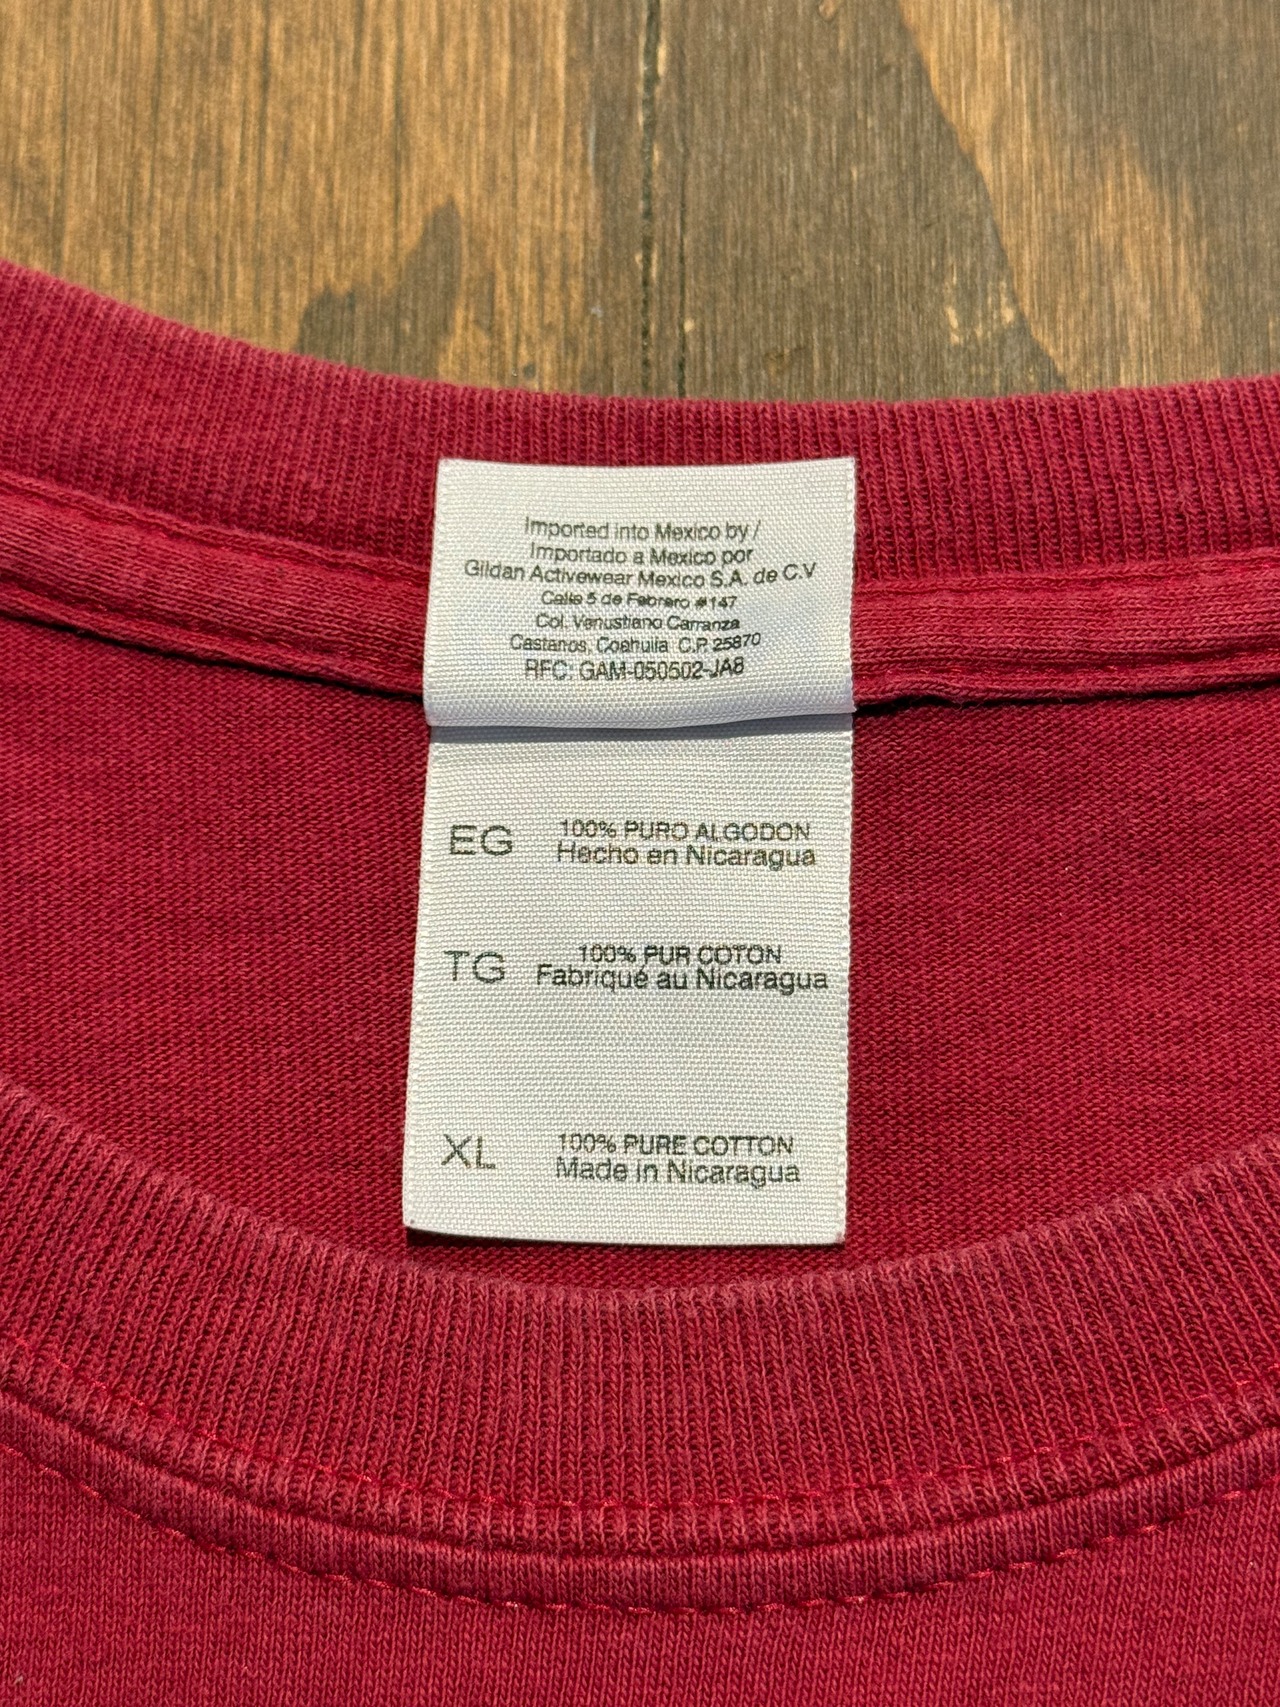 Imported into Mexico by /
Importado a Mexico por
Gildan Activewear Mexico S.A. de C.V
Calle 5 de Febrero #147
Col. Venustiano Carranza
Castanos, Coahuila C.P. 25870
RFC: GAM-050502-JA8
EG 100% PURO ALGODON
Hecho en Nicaragua
TG 100% PUR COTON
Fabriqué au Nicaragua
XL 100% PURE COTTON
Made in Nicaragua